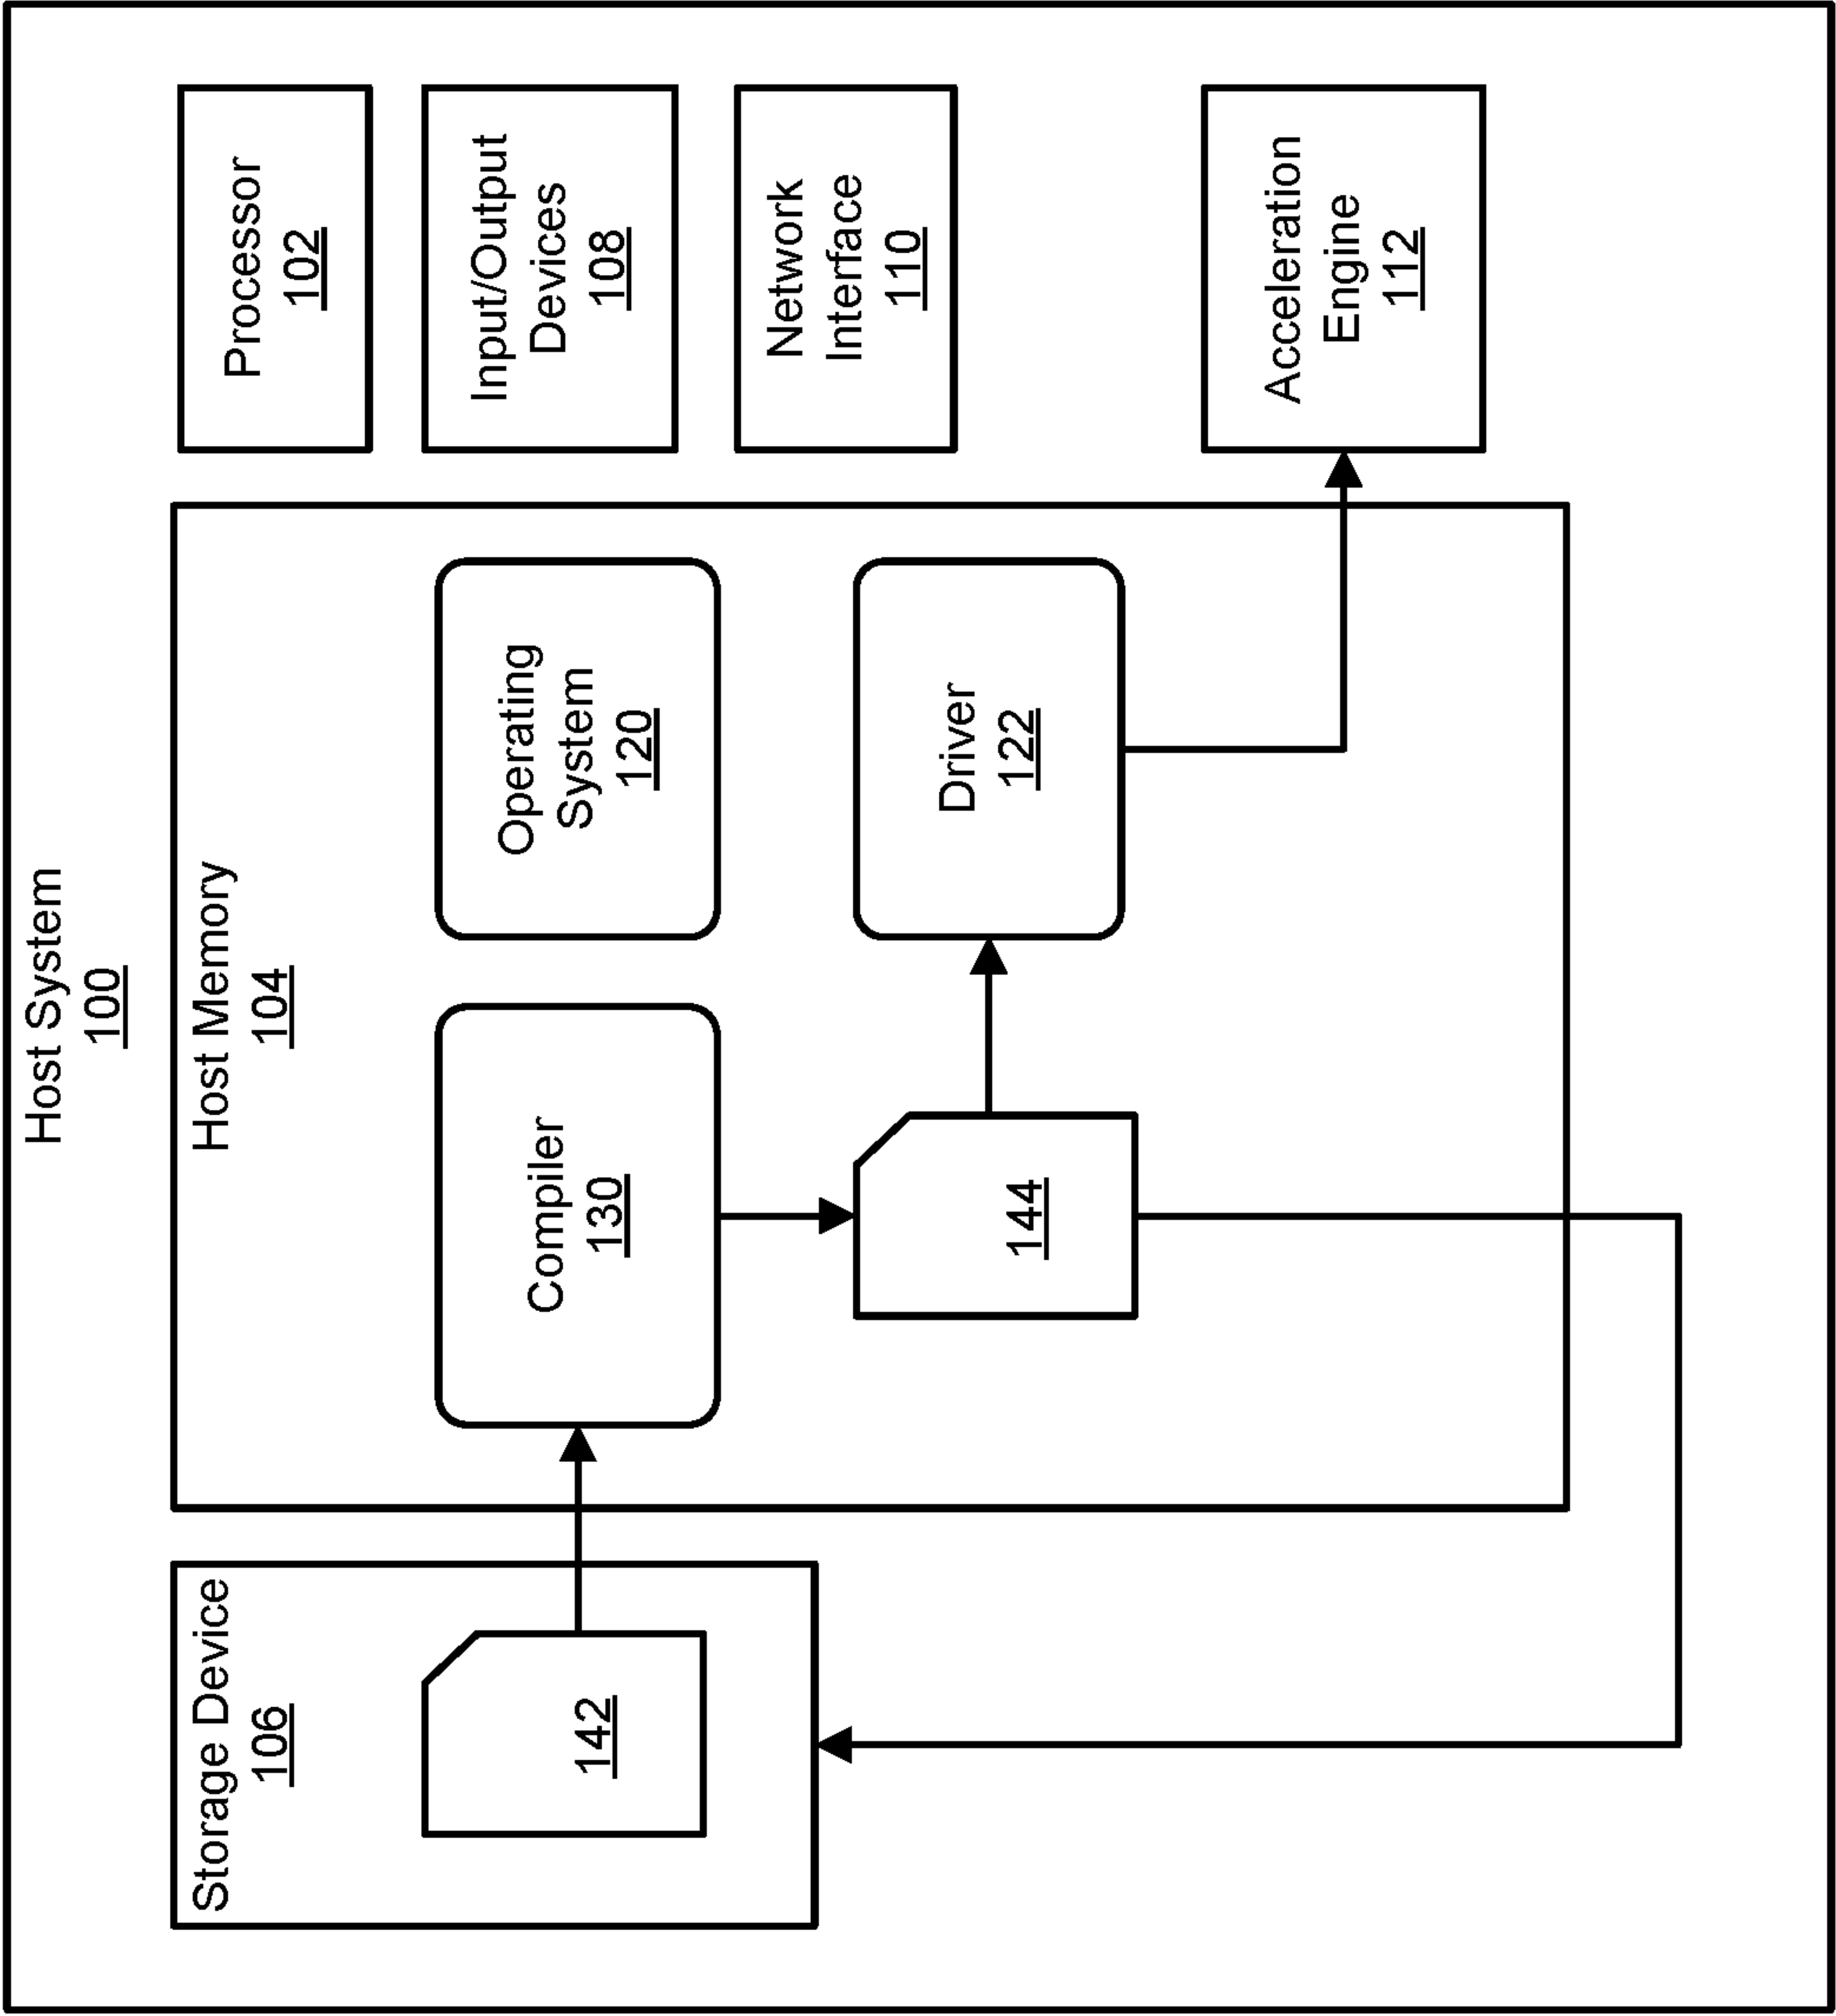 Host System
100
Storage Device
106
142
Host Memory
104
Compiler
130
144
Operating
System
120
Driver
122
Processor
102
Input/Output
Devices
108
Network
Interface
110
Acceleration
Engine
112